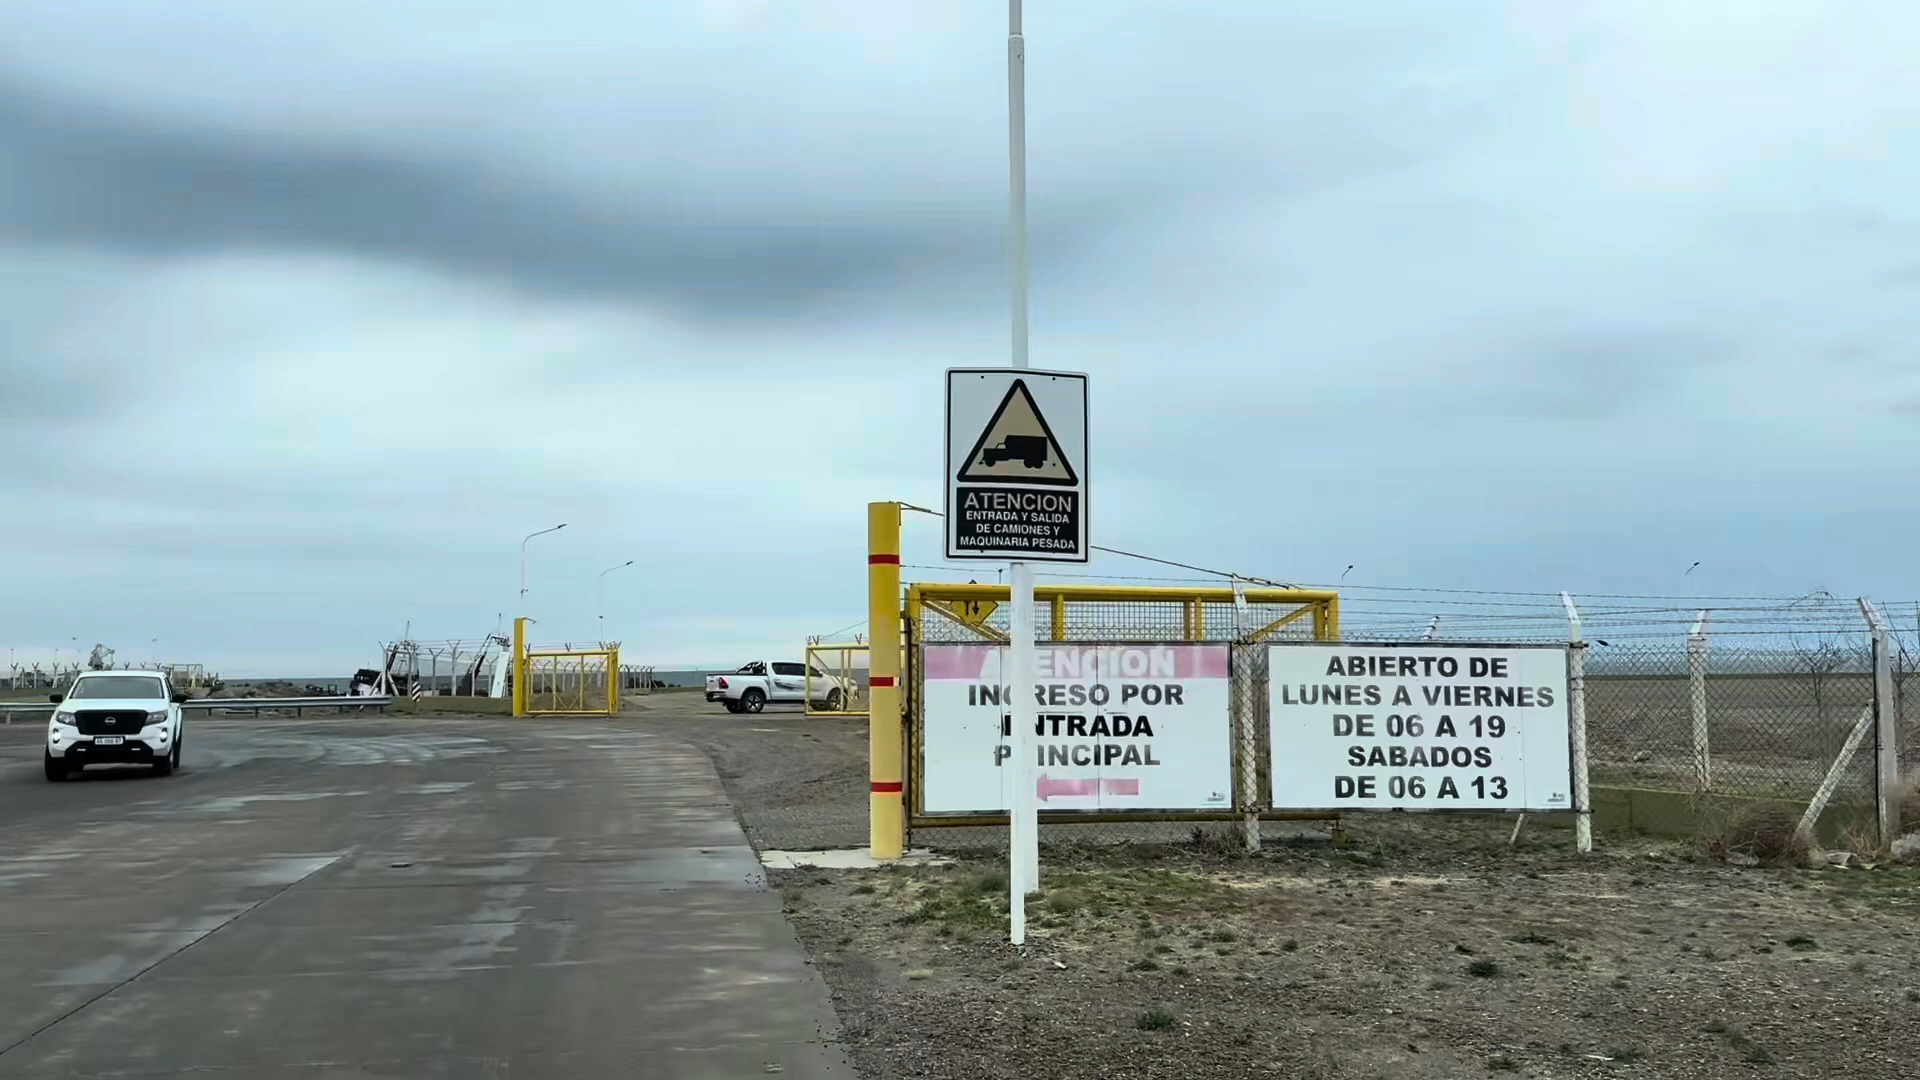 ATENCION
ENTRADA Y SALIDA
DE CAMIONES Y
MAQUINARIA PESADA
ATENCION
INGRESO POR
ENTRADA
PRINCIPAL
ABIERTO DE
LUNES A VIERNES
DE 06 A 19
SABADOS
DE 06 A 13